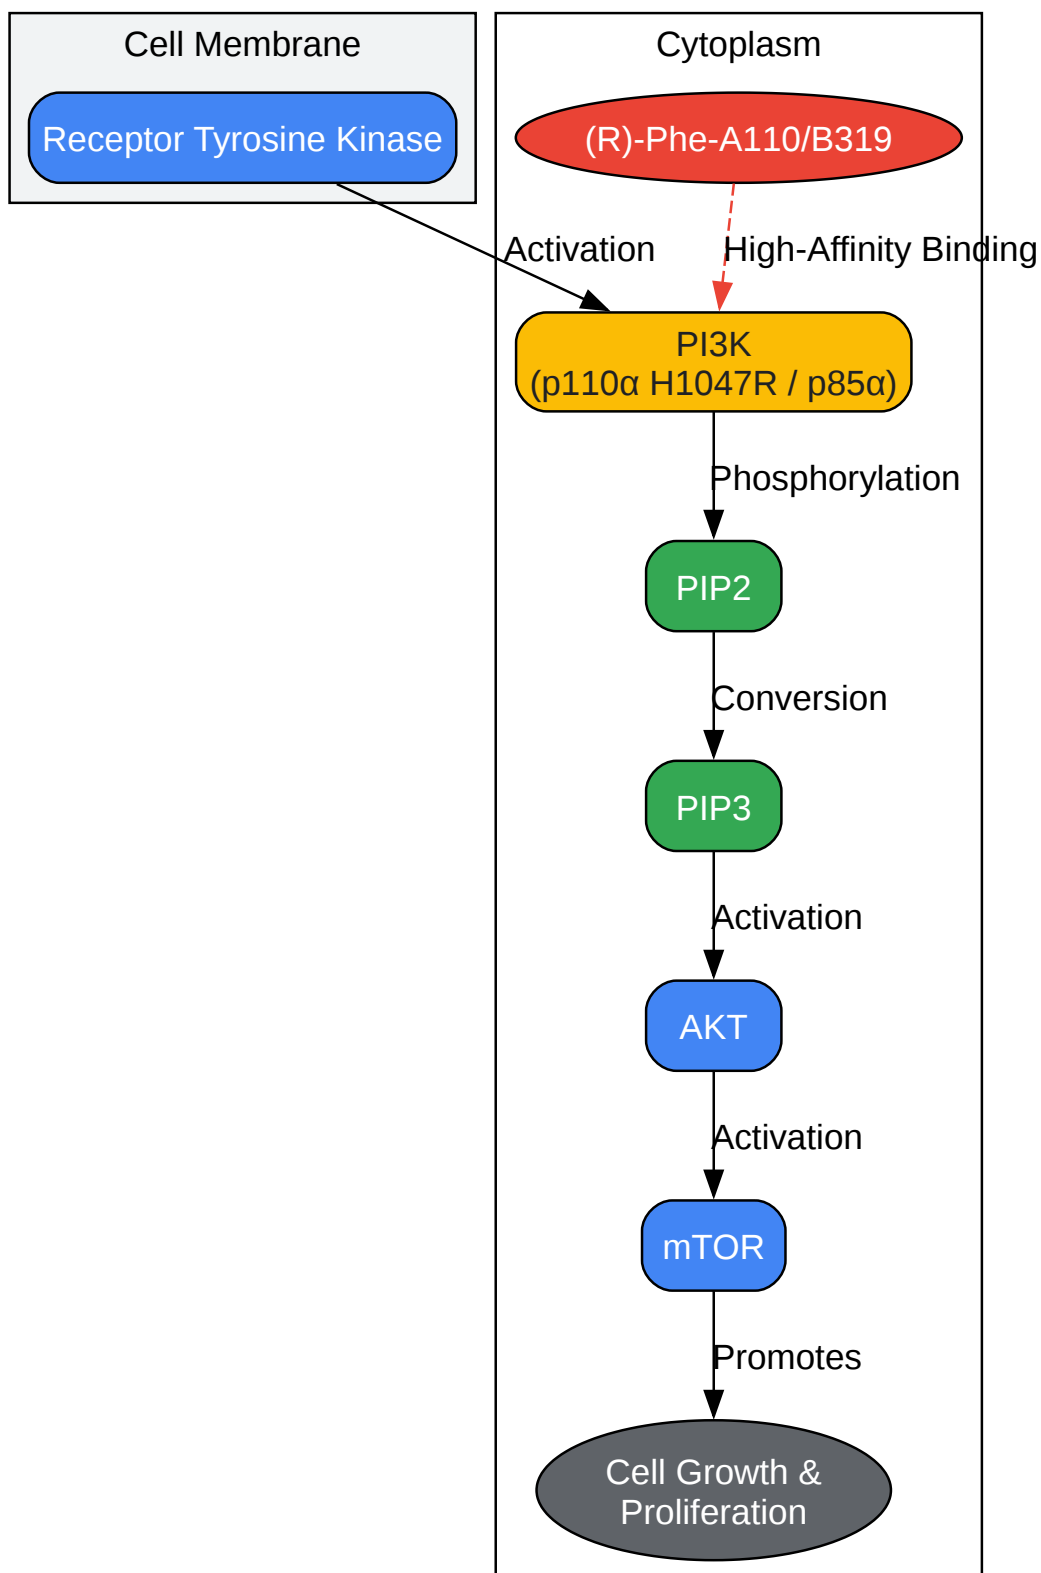 Cell Membrane
Cytoplasm
Receptor Tyrosine Kinase
(R)-Phe-A110/B319
Activation
High-Affinity Binding
PI3K
(p110α H1047R / p85α)
Phosphorylation
PIP2
Conversion
PIP3
Activation
AKT
Activation
mTOR
Promotes
Cell Growth &
Proliferation